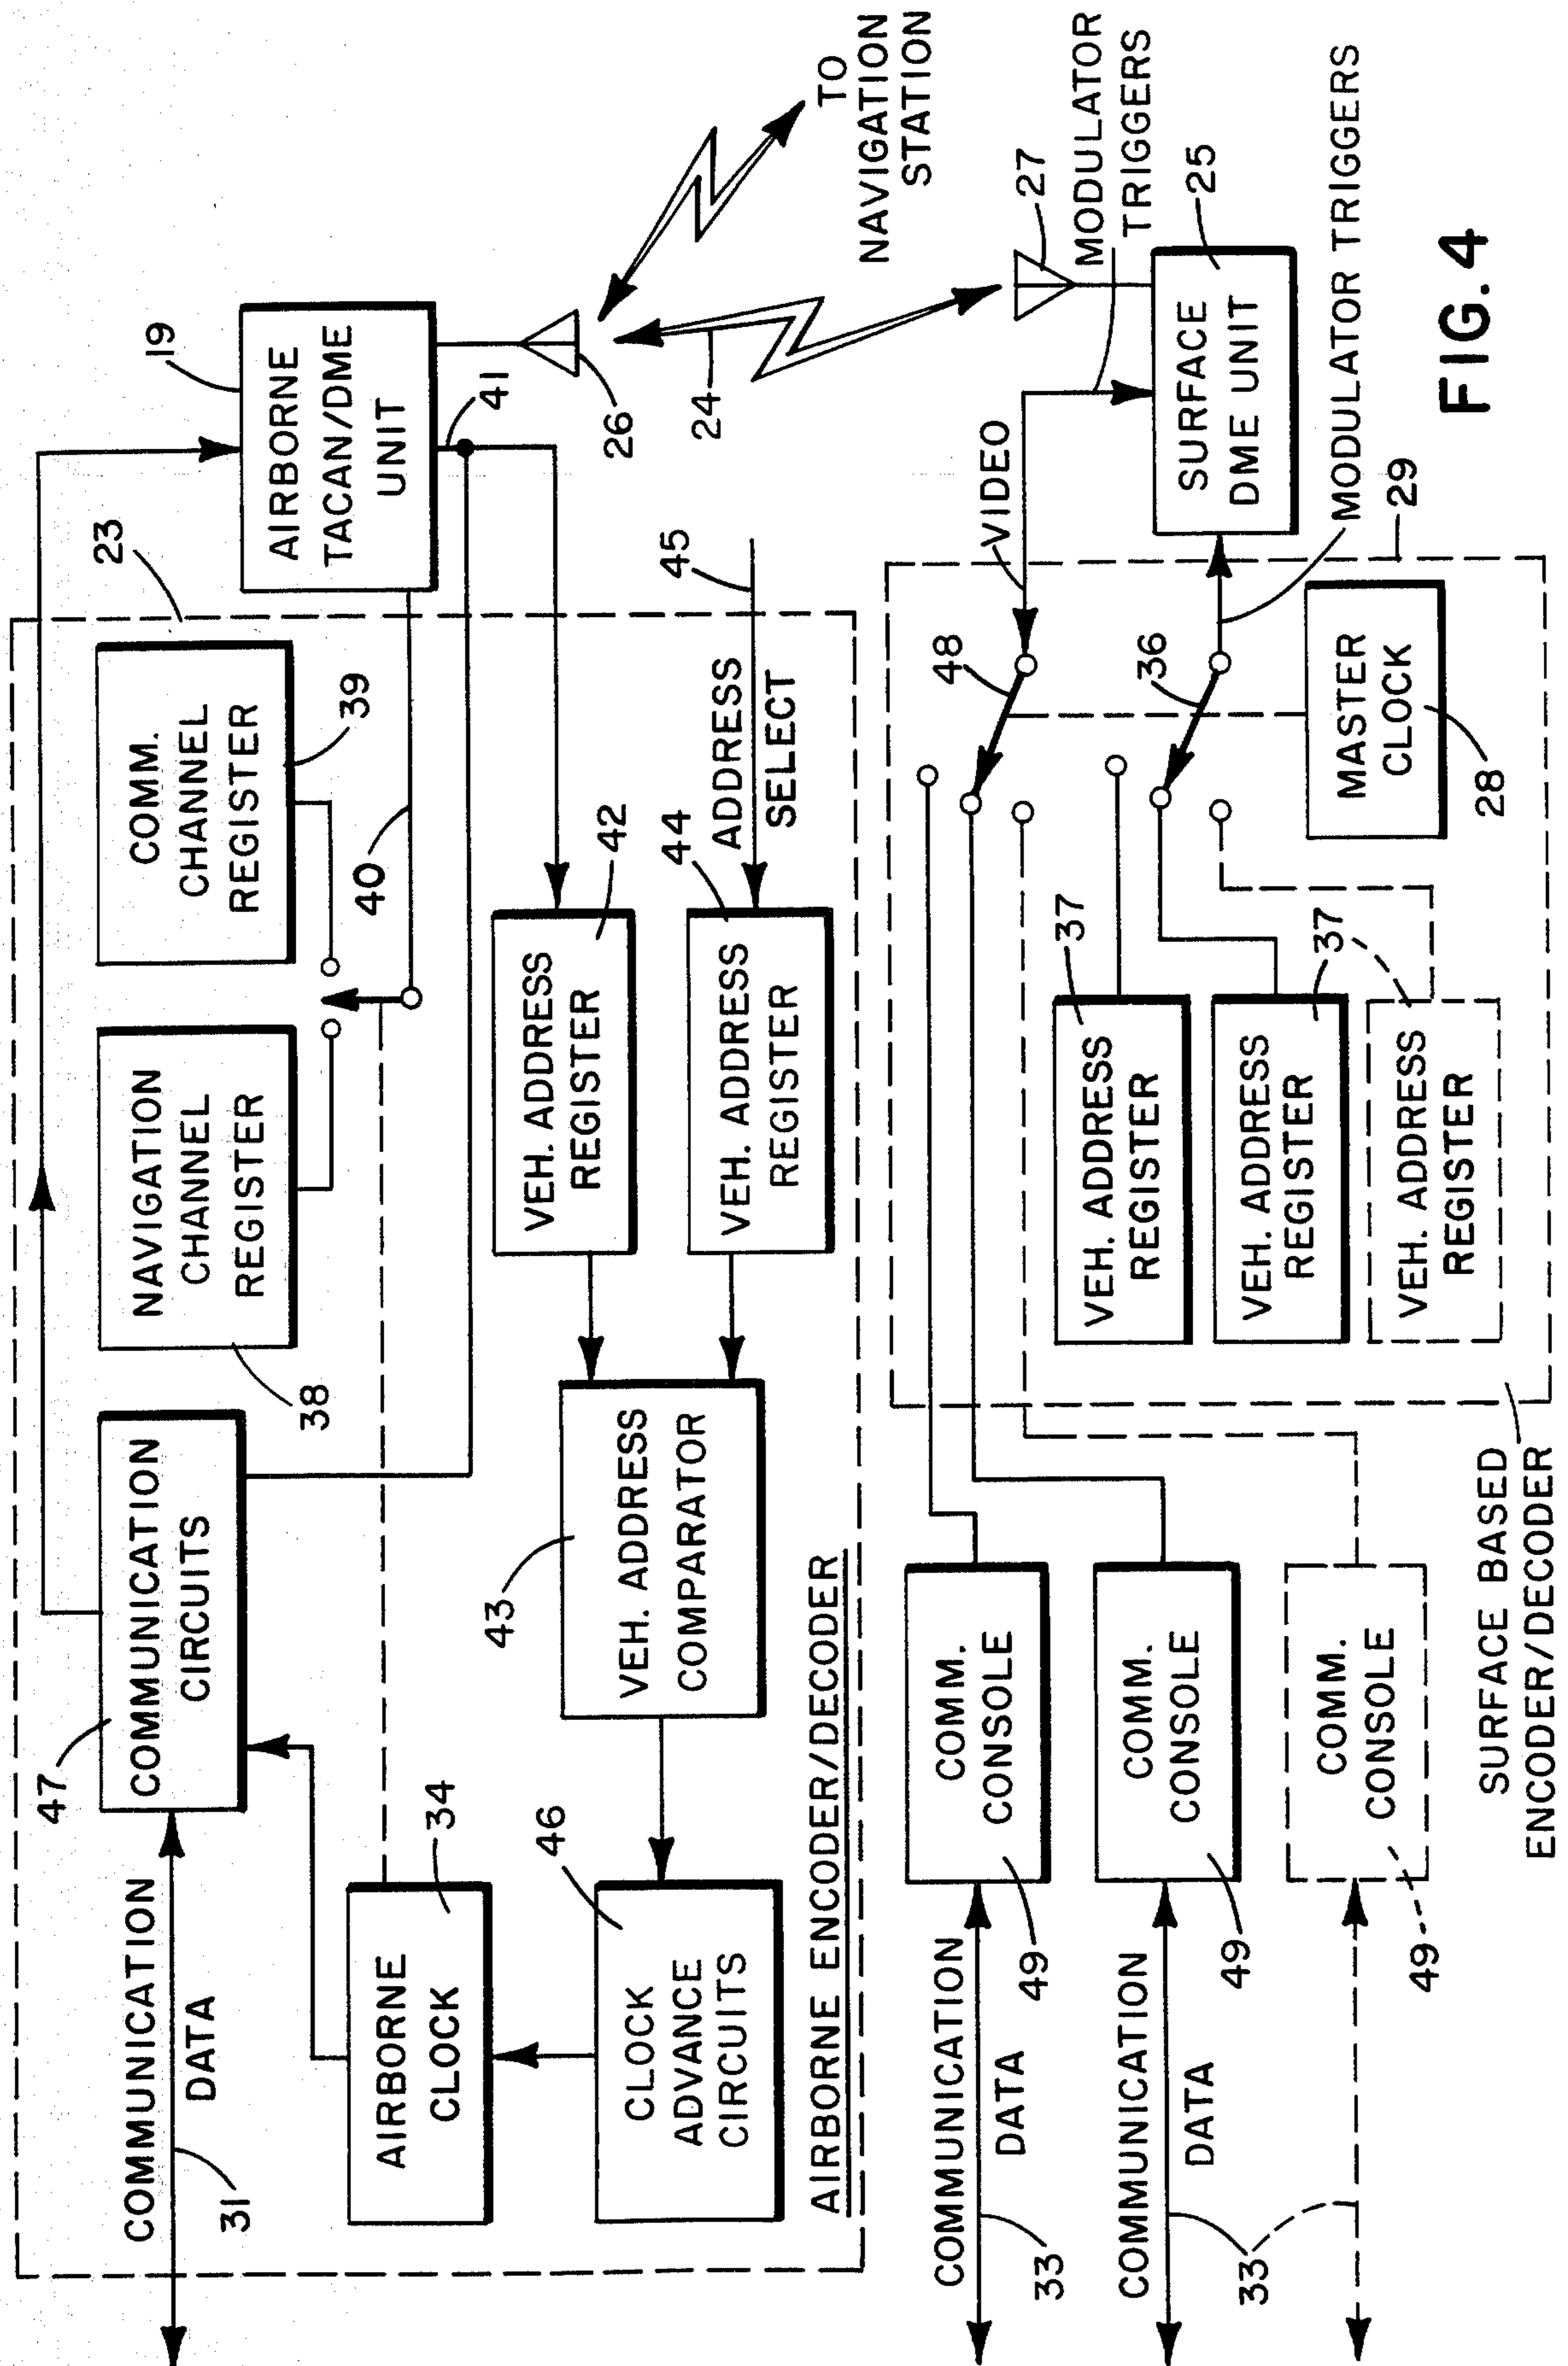 COMMUNICATION
DATA
31
47
COMMUNICATION
CIRCUITS
38
NAVIGATION
CHANNEL
REGISTER
COMM.
CHANNEL
REGISTER
39
23
19
AIRBORNE
TACAN/DME
UNIT
40
41
26
24
TO
NAVIGATION
STATION
34
AIRBORNE
CLOCK
46
CLOCK
ADVANCE
CIRCUITS
43
VEH. ADDRESS
COMPARATOR
VEH. ADDRESS
REGISTER
42
VEH. ADDRESS
REGISTER
44
ADDRESS
SELECT
45
AIRBORNE ENCODER/DECODER
COMMUNICATION
DATA
33
COMM.
CONSOLE
49
COMMUNICATION
DATA
33
COMM.
CONSOLE
49
COMM.
CONSOLE
49
SURFACE BASED
ENCODER/DECODER
VEH. ADDRESS
REGISTER
37
VEH. ADDRESS
REGISTER
37
VEH. ADDRESS
REGISTER
48
36
MASTER
CLOCK
28
VIDEO
27
MODULATOR
TRIGGERS
SURFACE
DME UNIT
25
MODULATOR TRIGGERS
29
FIG. 4